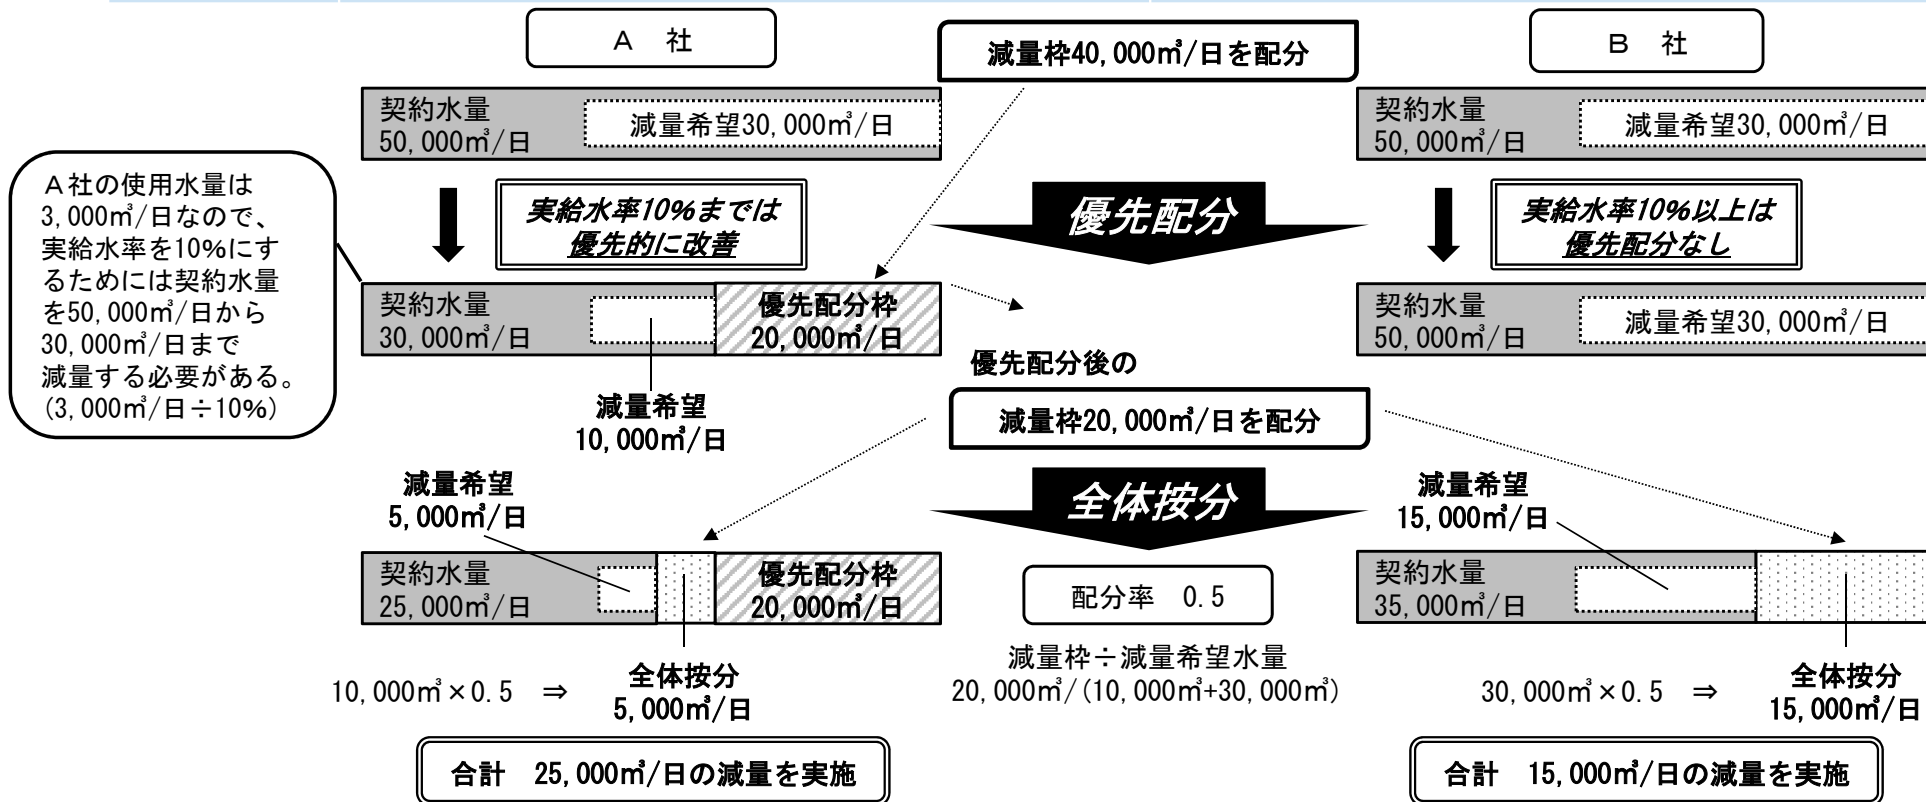 A 社
減量枠40,000㎥/日を配分
B 社
契約水量
50,000㎥/日
減量希望30,000㎥/日
契約水量
50,000㎥/日
減量希望30,000㎥/日
A社の使用水量は
3,000㎥/日なので、
実給水率を10%にす
るためには契約水量
を50,000㎥/日から
30,000㎥/日まで
減量する必要がある。
(3,000㎥/日÷10%)
実給水率10%までは
優先的に改善
優先配分
実給水率10%以上は
優先配分なし
契約水量
30,000㎥/日
優先配分枠
20,000㎥/日
契約水量
50,000㎥/日
減量希望30,000㎥/日
減量希望
10,000㎥/日
優先配分後の
減量枠20,000㎥/日を配分
減量希望
5,000㎥/日
全体按分
減量希望
15,000㎥/日
契約水量
25,000㎥/日
優先配分枠
20,000㎥/日
配分率 0.5
契約水量
35,000㎥/日
減量枠÷減量希望水量
20,000㎥/(10,000㎥+30,000㎥)
10,000㎥×0.5 ⇒
全体按分
5,000㎥/日
30,000㎥×0.5 ⇒
全体按分
15,000㎥/日
合計 25,000㎥/日の減量を実施
合計 15,000㎥/日の減量を実施